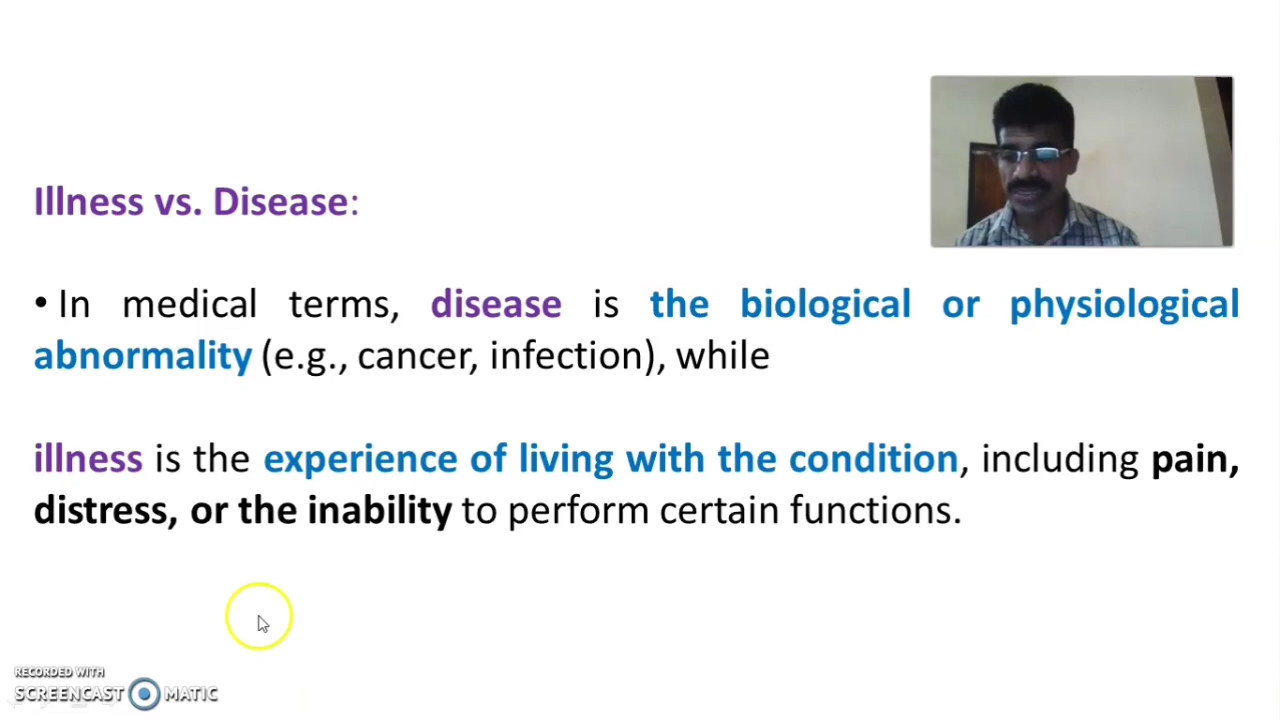 Illness vs. Disease:
• In medical terms, disease is the biological or physiological
abnormality (e.g., cancer, infection), while
illness is the experience of living with the condition, including pain,
distress, or the inability to perform certain functions.
RECORDED WITH
SCREENCAST MATIC